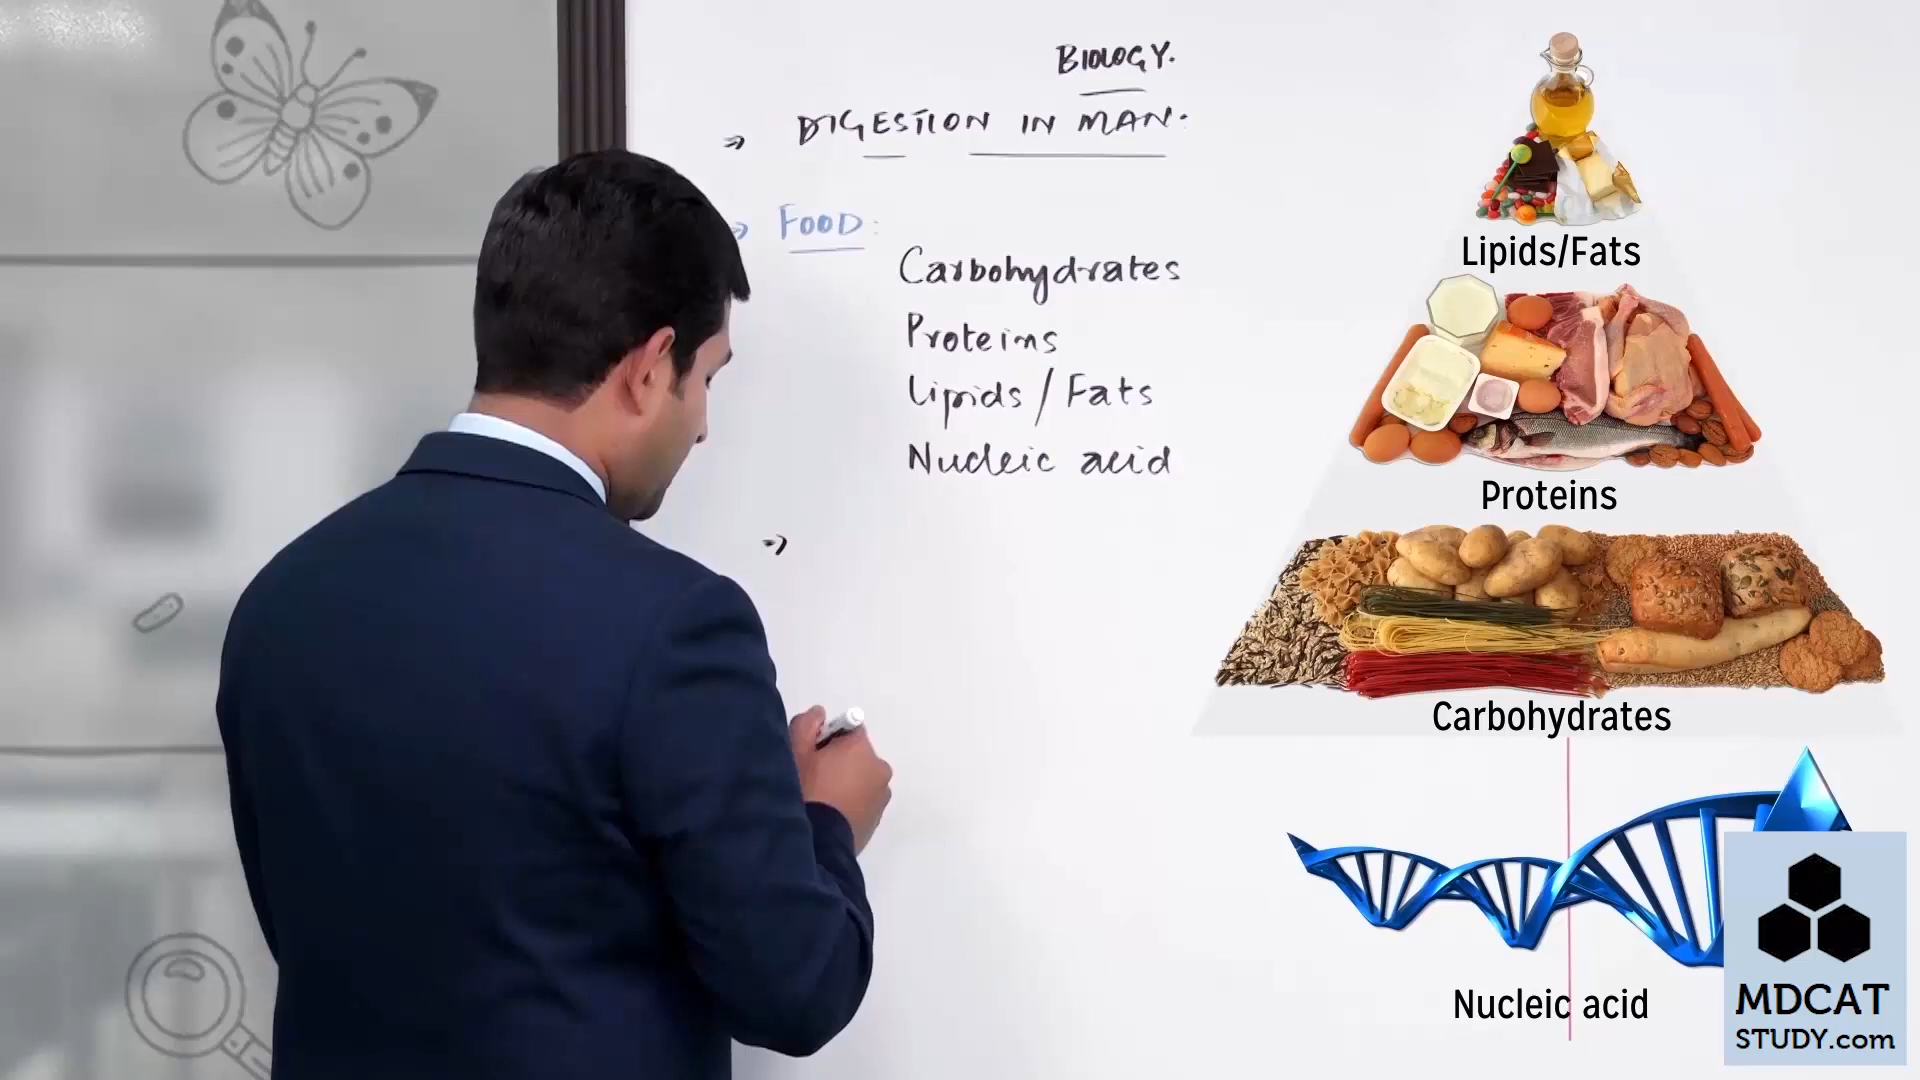 BIOLOGY.
⇒ DIGESTION IN MAN.
⇒ FOOD:
Carbohydrates
Proteins
Lipids / Fats
Nucleic acid
→
Lipids/Fats
Proteins
Carbohydrates
Nucleic acid
MDCAT
STUDY.com